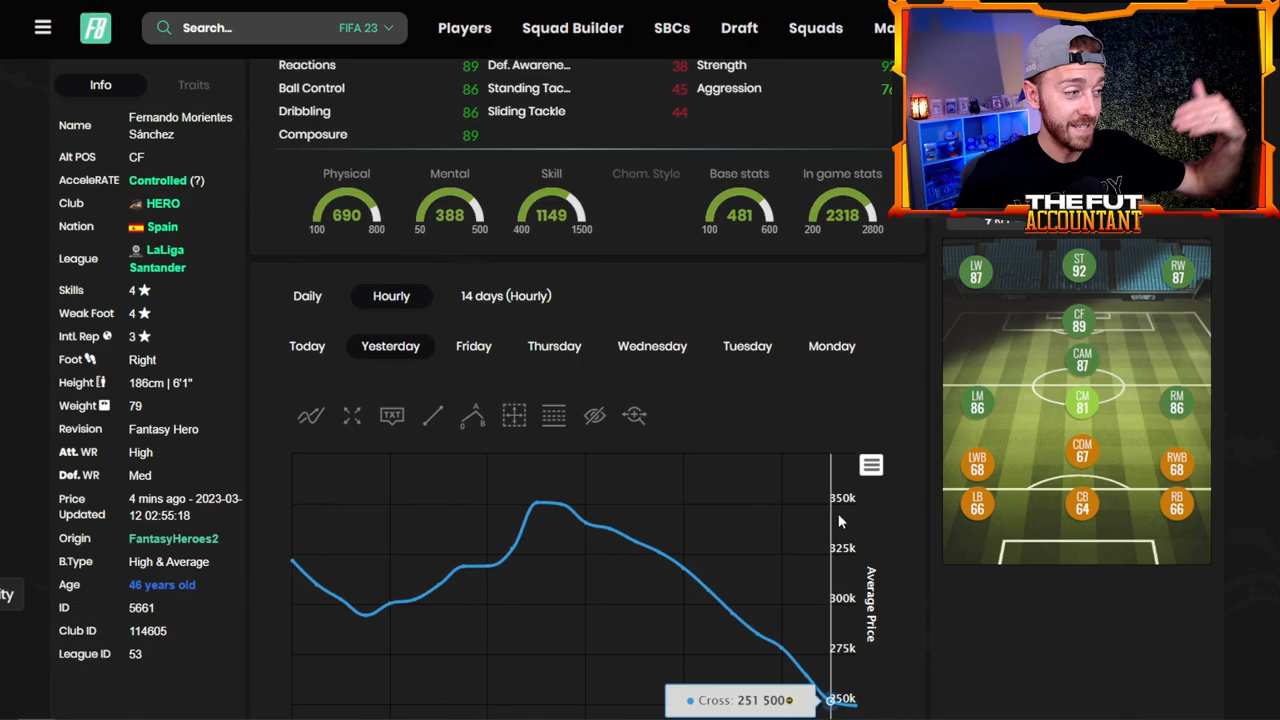 Search...
FIFA 23
Players
Squad Builder
SBCs
Draft
Squads
Ma
Info
Traits
Name
Fernando Morientes
Sánchez
Alt POS
CF
AcceleRATE
Controlled (?)
Club
HERO
Nation
Spain
League
LaLiga
Santander
Skills
4
Weak Foot
4
Intl. Rep
3
Foot
Right
Height
186cm | 6'1"
Weight
79
Revision
Fantasy Hero
Att. WR
High
Def. WR
Med
Price
Updated
4 mins ago - 2023-03-
12 02:55:18
Origin
FantasyHeroes2
B.Type
High & Average
Age
46 years old
ID
5661
Club ID
114605
League ID
53
Reactions
89
Def. Awarene...
38
Strength
92
Ball Control
86
Standing Tac...
45
Aggression
76
Dribbling
86
Sliding Tackle
44
Composure
89
Physical
690
100
800
Mental
388
50
500
Skill
1149
400
1500
Chem. Style
Base stats
481
100
600
In game stats
2318
200
2800
Daily
Hourly
14 days (Hourly)
Today
Yesterday
Friday
Thursday
Wednesday
Tuesday
Monday
TXT
350k
325k
300k
275k
250k
Average Price
Cross: 251 500
THE FUT
ACCOUNTANT
LW
87
ST
92
RW
87
CF
89
CAM
87
LM
86
CM
81
RM
86
CDM
67
LWB
68
RWB
68
LB
66
CB
64
RB
66
ty